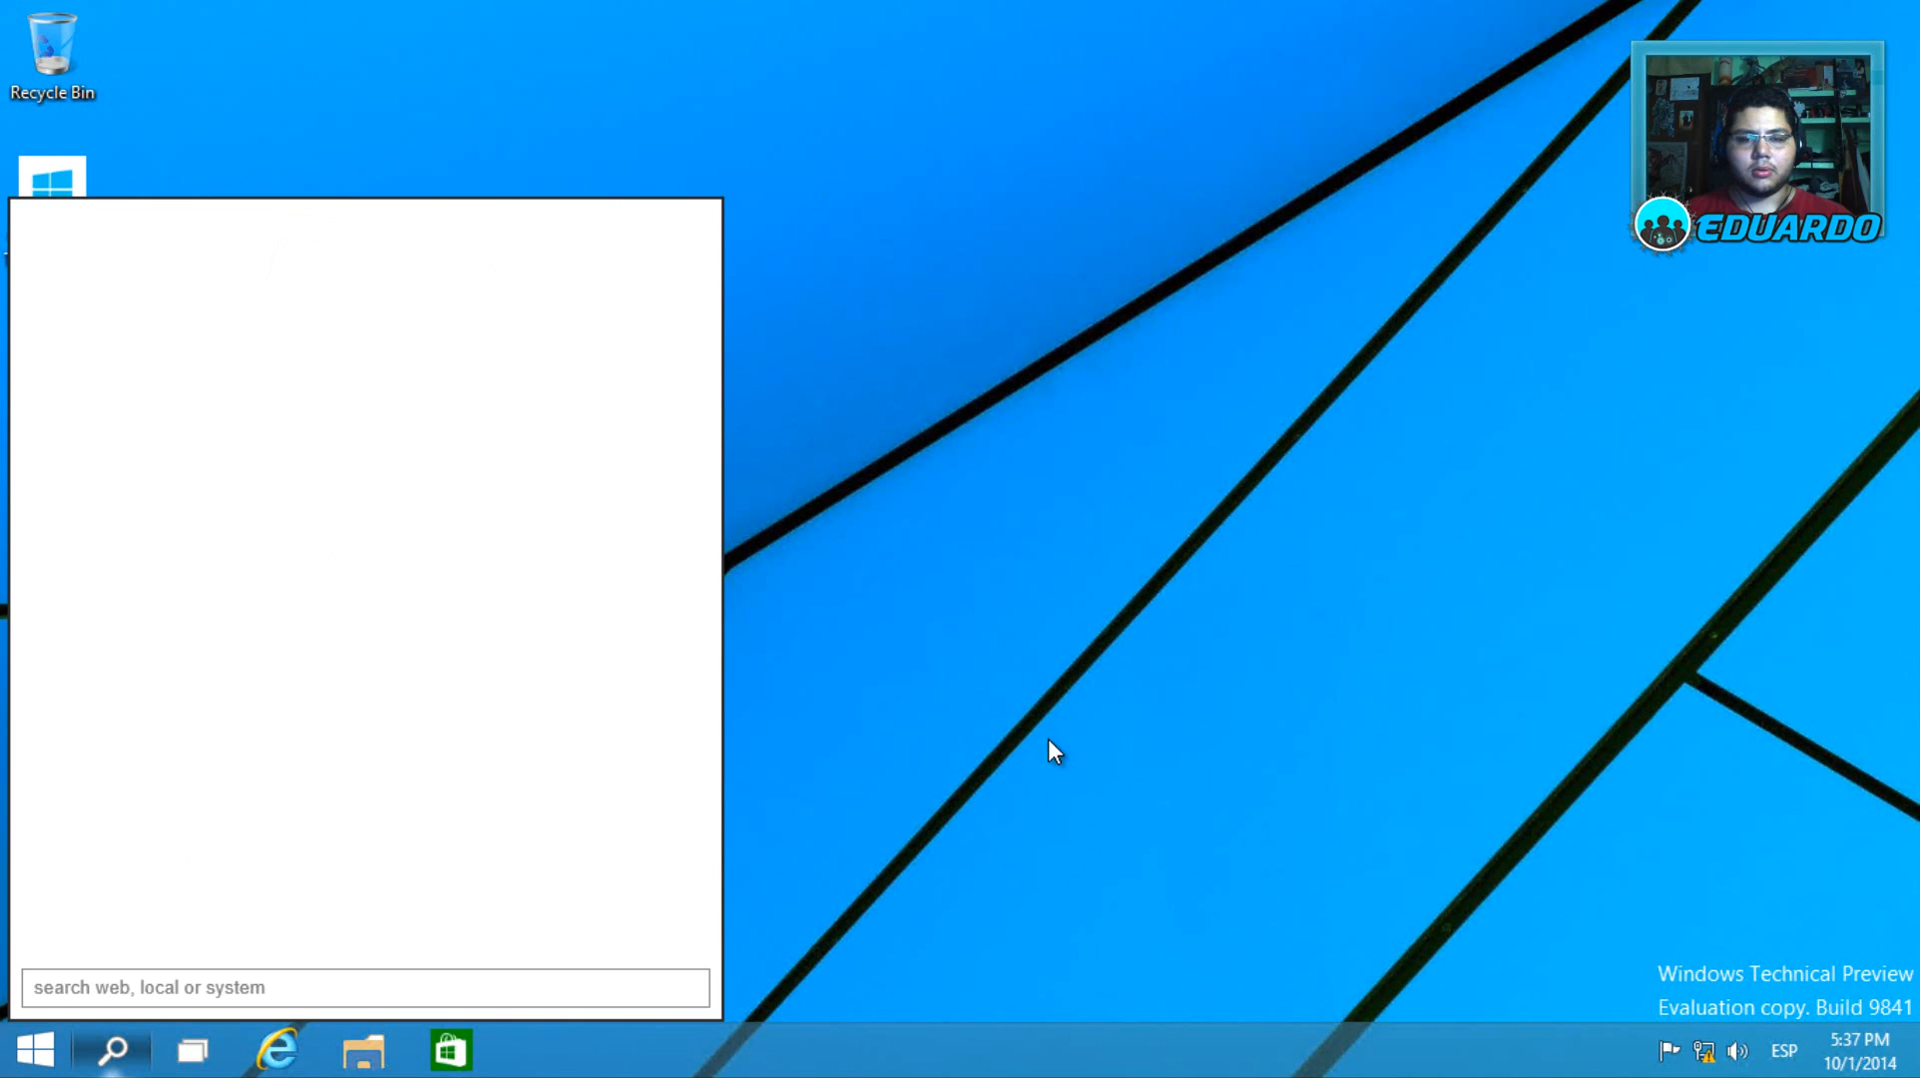 Recycle Bin
EDUARDO
search web, local or system
Windows Technical Preview
Evaluation copy. Build 9841
ESP
5:37 PM
10/1/2014